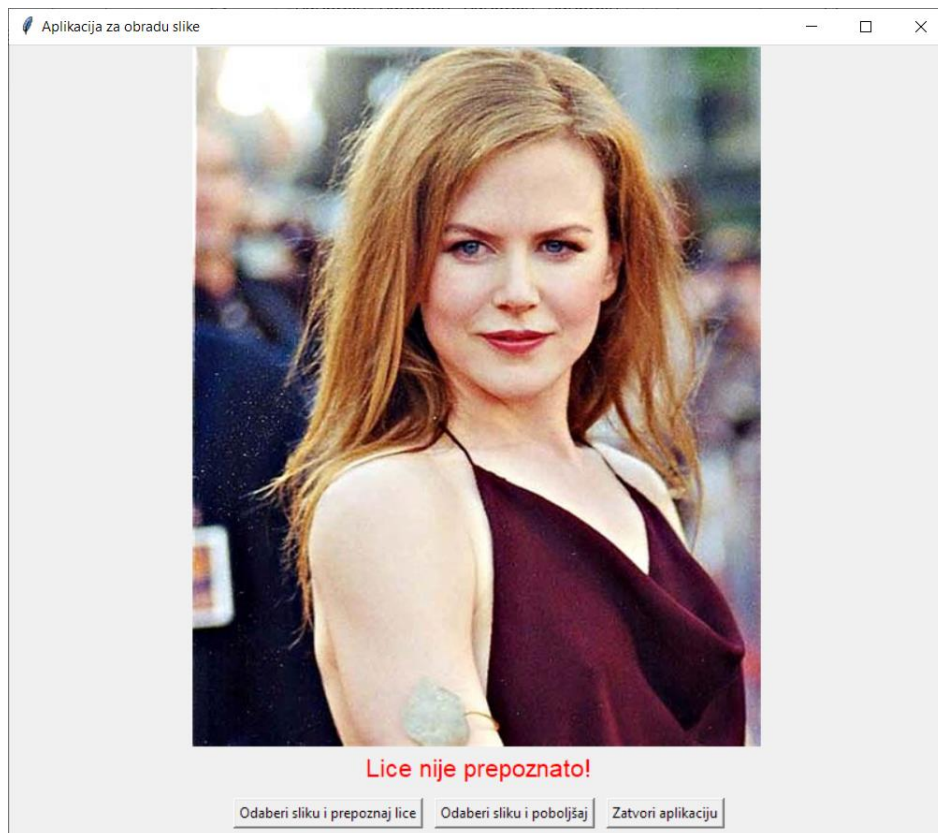 Aplikacija za obradu slike
Lice nije prepoznato!
Odaberi sliku i prepoznaj lice
Odaberi sliku i poboljšaj
Zatvori aplikaciju